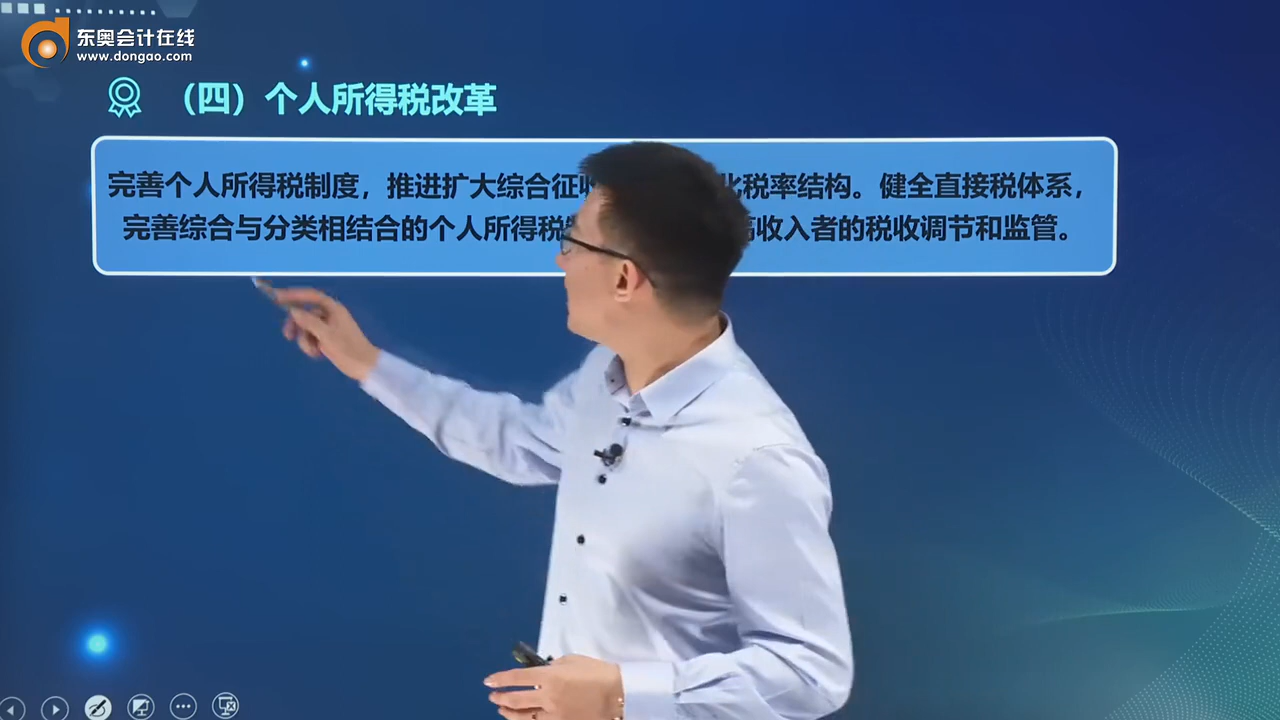 东奥会计在线
www.dongao.com
（四）个人所得税改革
完善个人所得税制度，推进扩大综合征收 化税率结构。健全直接税体系，
完善综合与分类相结合的个人所得税制 高收入者的税收调节和监管。